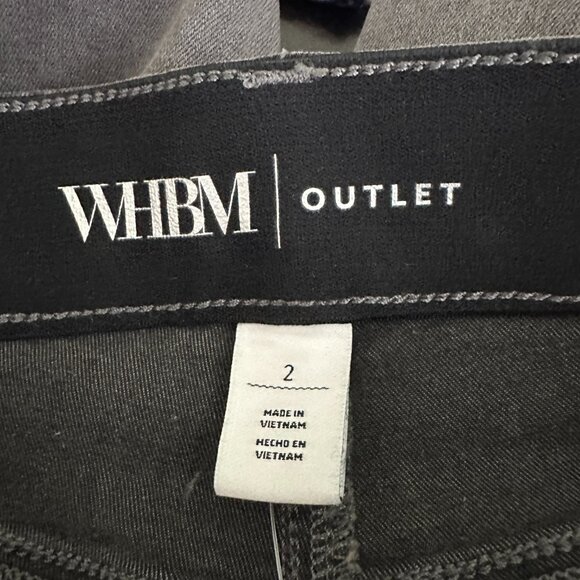 WHBM | OUTLET
2
MADE IN
VIETNAM
HECHO EN
VIETNAM